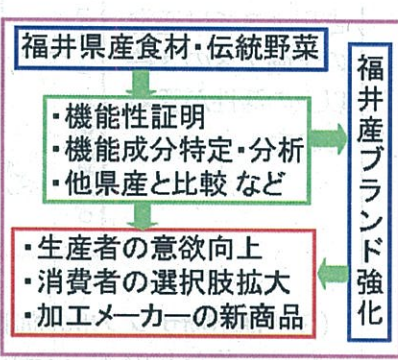 福井県産食材・伝統野菜
・機能性証明
・機能成分特定・分析
・他県産と比較 など
福井産ブランド強化
・生産者の意欲向上
・消費者の選択肢拡大
・加工メーカーの新商品